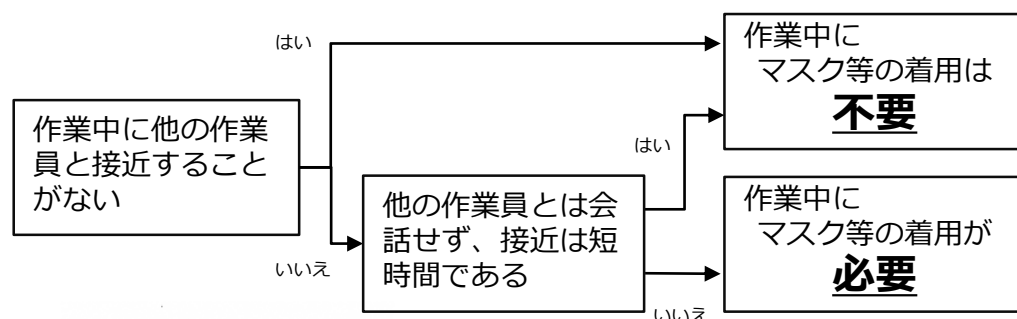 はい
作業中に
マスク等の着用は
不要
作業中に他の作業
員と接近すること
がない
はい
いいえ
他の作業員とは会
話せず、接近は短
時間である
作業中に
マスク等の着用が
必要
いいえ